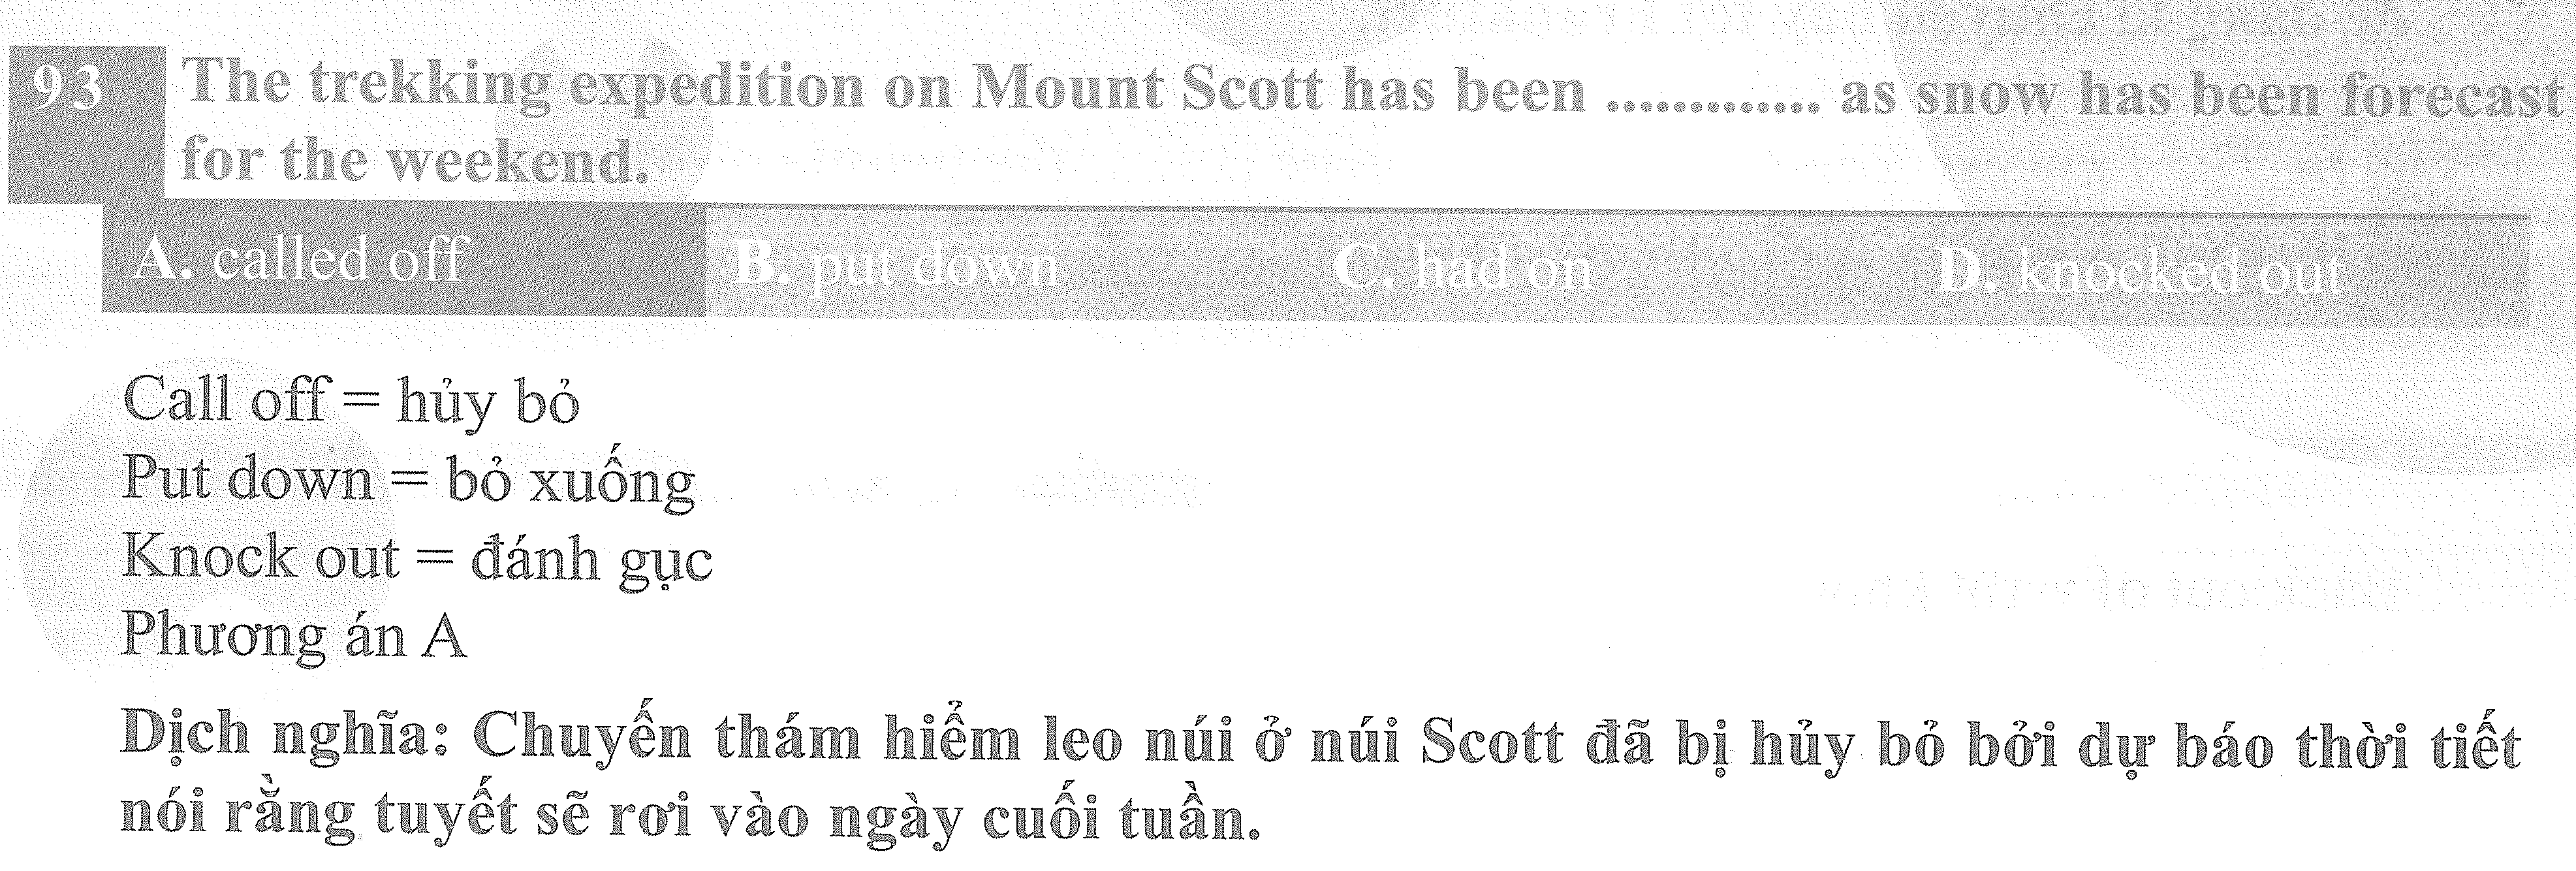 93 The trekking expedition on Mount Scott has been ............. as snow has been forecast
for the weekend.
A. called off B. put down C. had on D. knocked out
Call off = hủy bỏ
Put down = bỏ xuống
Knock out = đánh gục
Phương án A
Dịch nghĩa: Chuyến thám hiểm leo núi ở núi Scott đã bị hủy bỏ bởi dự báo thời tiết
nói rằng tuyết sẽ rơi vào ngày cuối tuần.